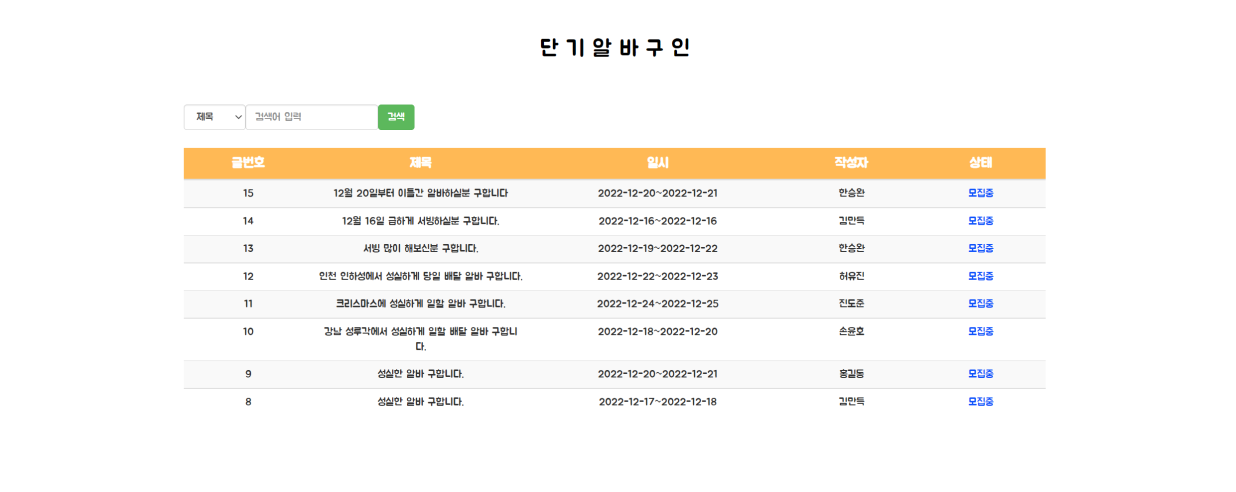 단기알바구인
제목 검색어 입력 검색
글번호 제목 일시 작성자 상태
15 12월 20일부터 이틀간 알바하실분 구합니다 2022-12-20~2022-12-21 한승완 모집중
14 12월 16일 급하게 서빙하실분 구합니다. 2022-12-16~2022-12-16 김만득 모집중
13 서빙 많이 해보신분 구합니다. 2022-12-19~2022-12-22 한승완 모집중
12 인천 인하성에서 성실하게 당일 배달 알바 구합니다. 2022-12-22~2022-12-23 허유진 모집중
11 크리스마스에 성실하게 일할 알바 구합니다. 2022-12-24~2022-12-25 진도준 모집중
10 강남 성루각에서 성실하게 일할 배달 알바 구합니 2022-12-18~2022-12-20 손윤호 모집중
다.
9 성실한 알바 구합니다. 2022-12-20~2022-12-21 홍길동 모집중
8 성실한 알바 구합니다. 2022-12-17~2022-12-18 김만득 모집중